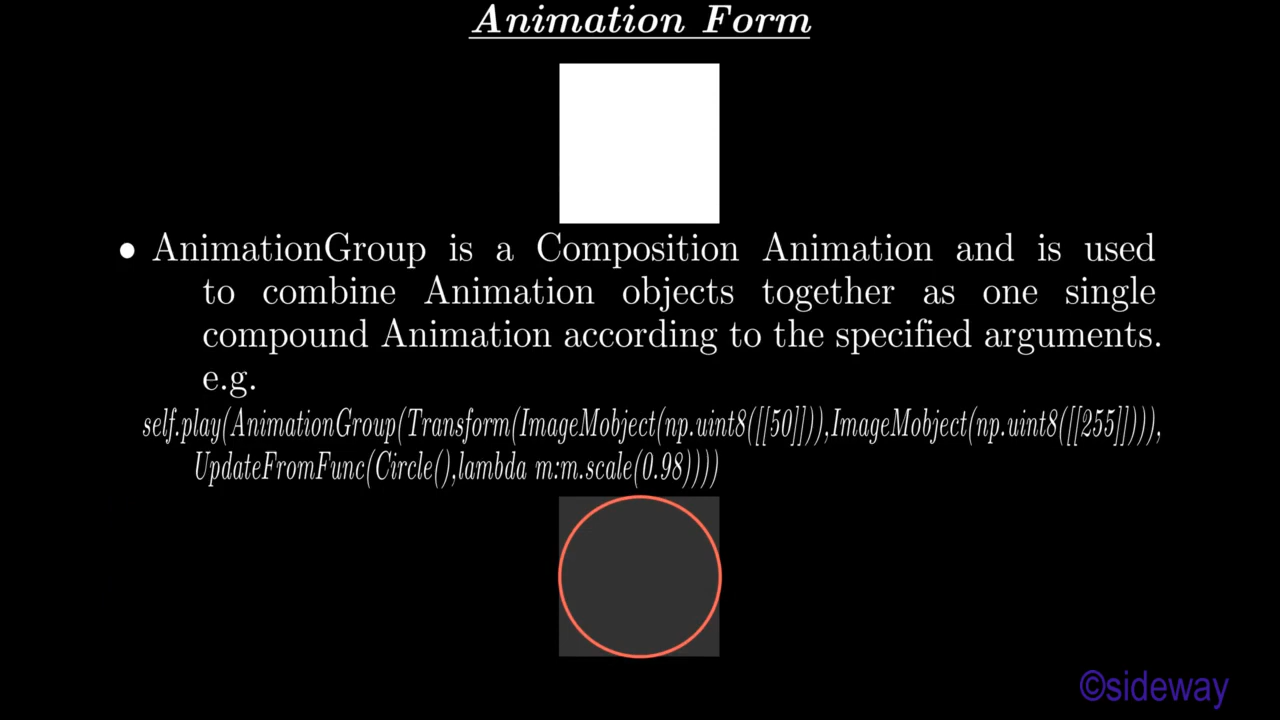 Animation Form
• AnimationGroup is a Composition Animation and is used
to combine Animation objects together as one single
compound Animation according to the specified arguments.
e.g.
self.play(AnimationGroup(Transform(ImageMobject(np.uint8([[50]])),ImageMobject(np.uint8([[255]]))),
UpdateFromFunc(Circle(),lambda m:m.scale(0.98))))
©sideway